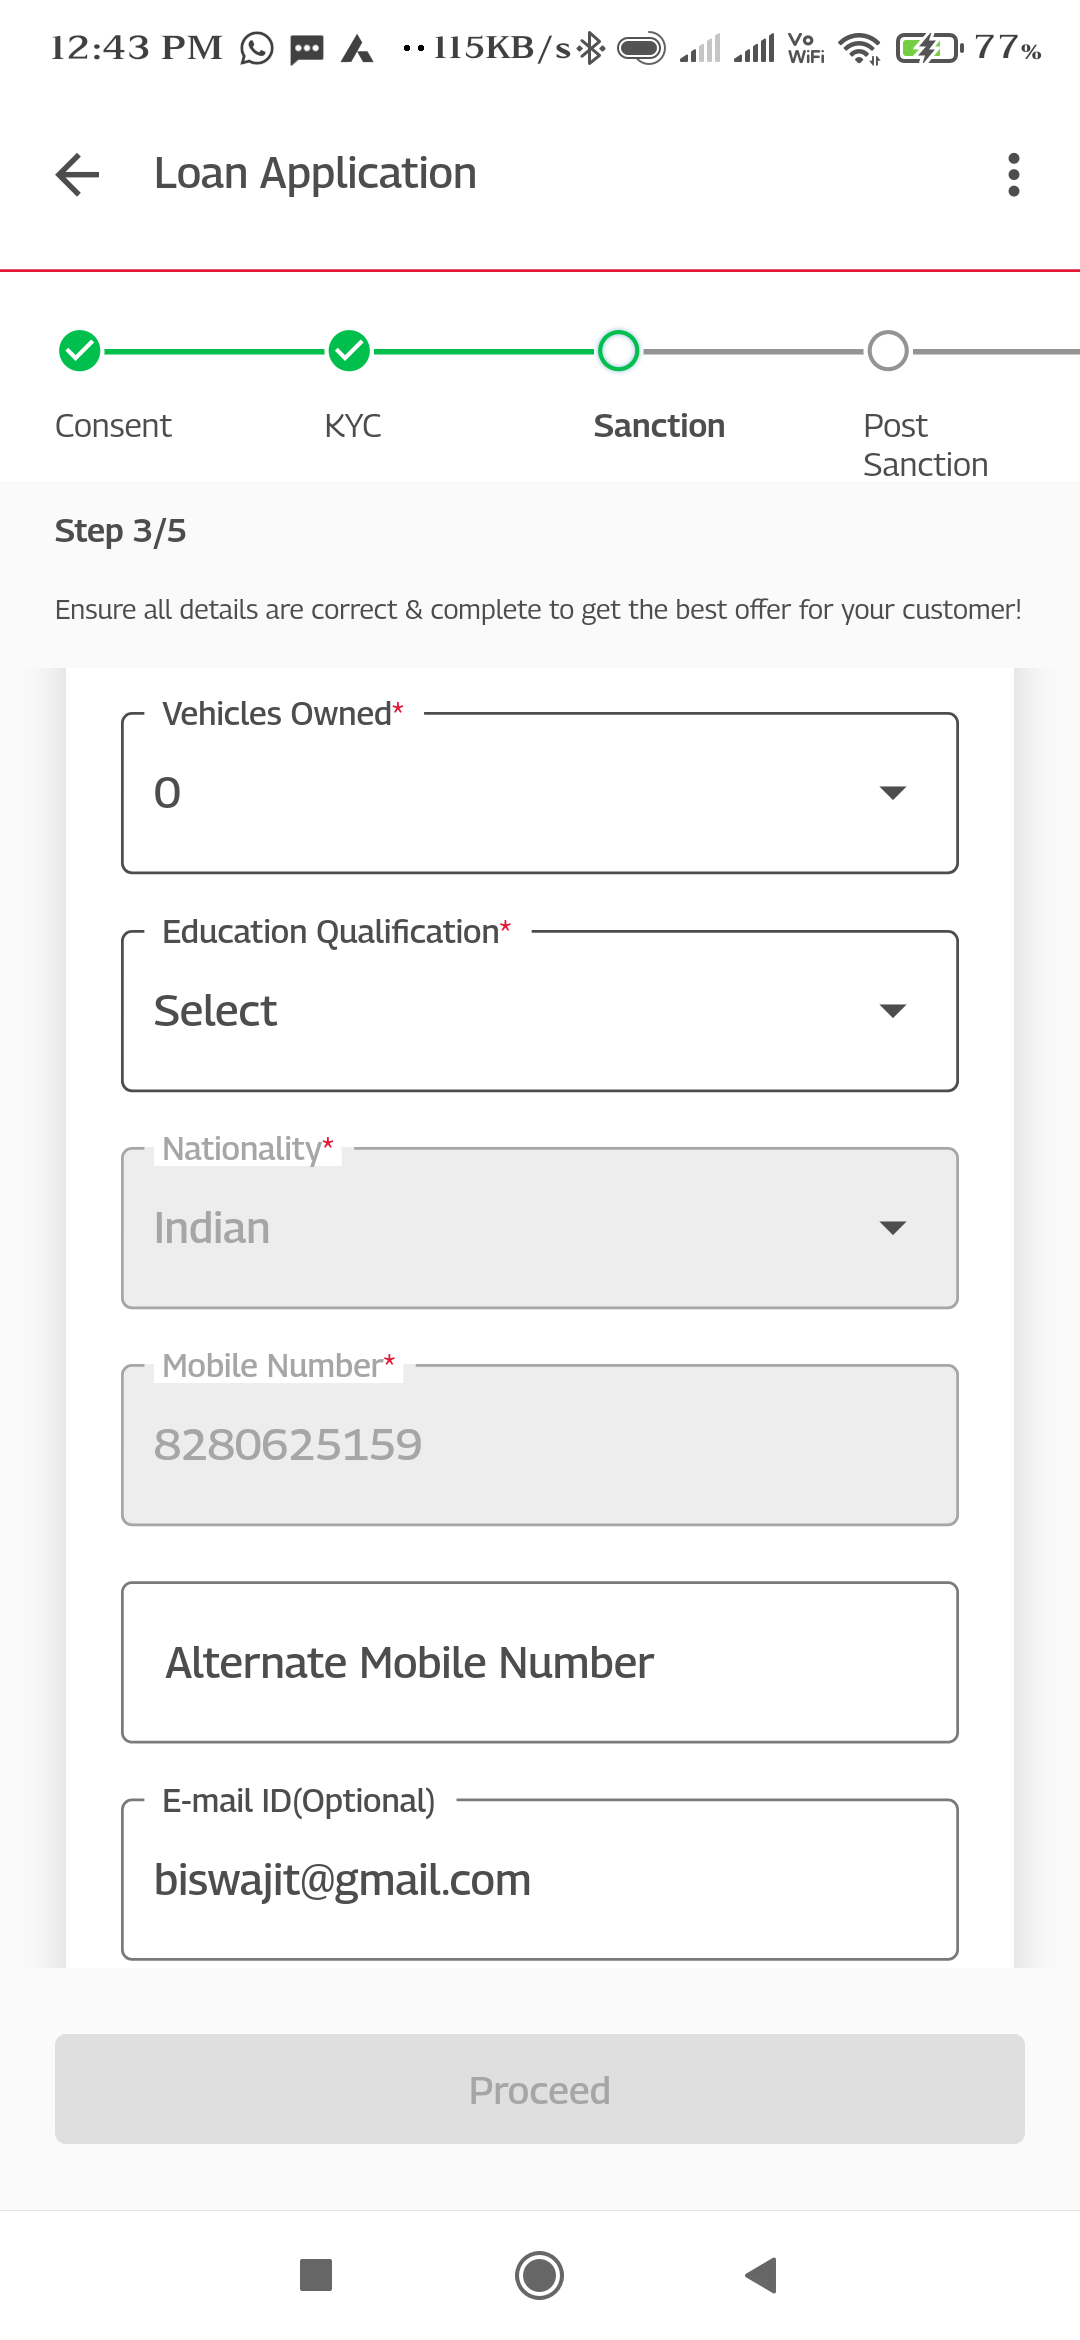 12:43 PM 115KB/s Vo WiFi 77%
Loan Application
Consent KYC Sanction Post Sanction
Step 3/5
Ensure all details are correct & complete to get the best offer for your customer!
Vehicles Owned*
0
Education Qualification*
Select
Nationality*
Indian
Mobile Number*
8280625159
Alternate Mobile Number
E-mail ID(Optional)
biswajit@gmail.com
Proceed